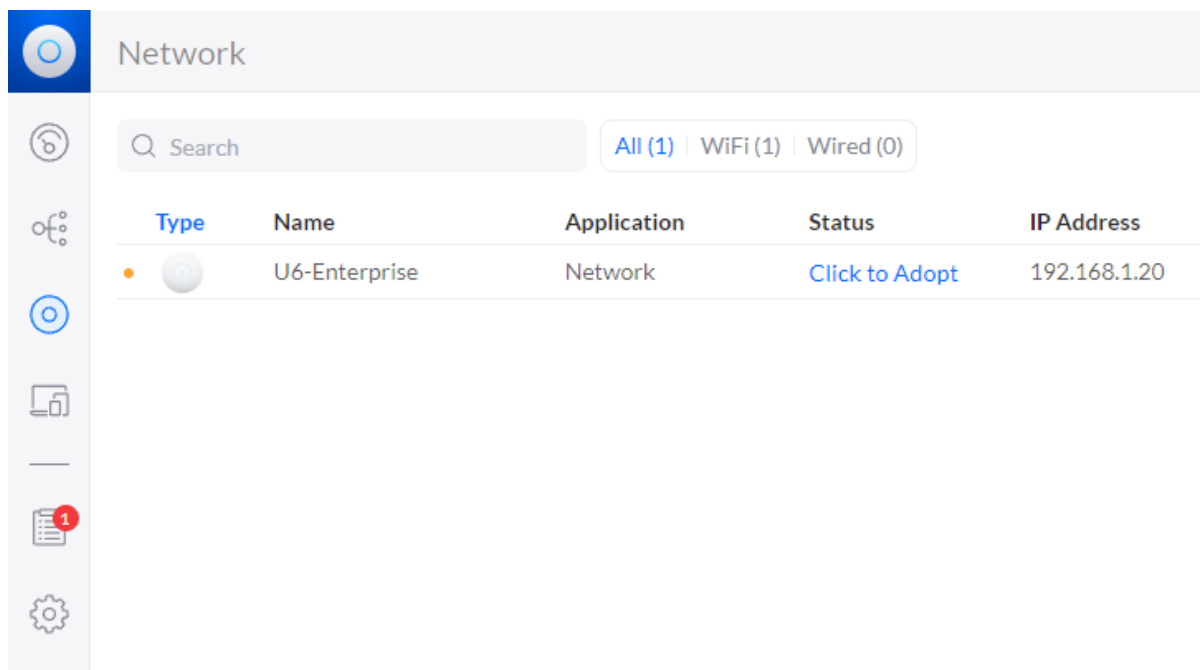 Network
Search
All (1) WiFi (1) Wired (0)
Type Name Application Status IP Address
U6-Enterprise Network Click to Adopt 192.168.1.20
1